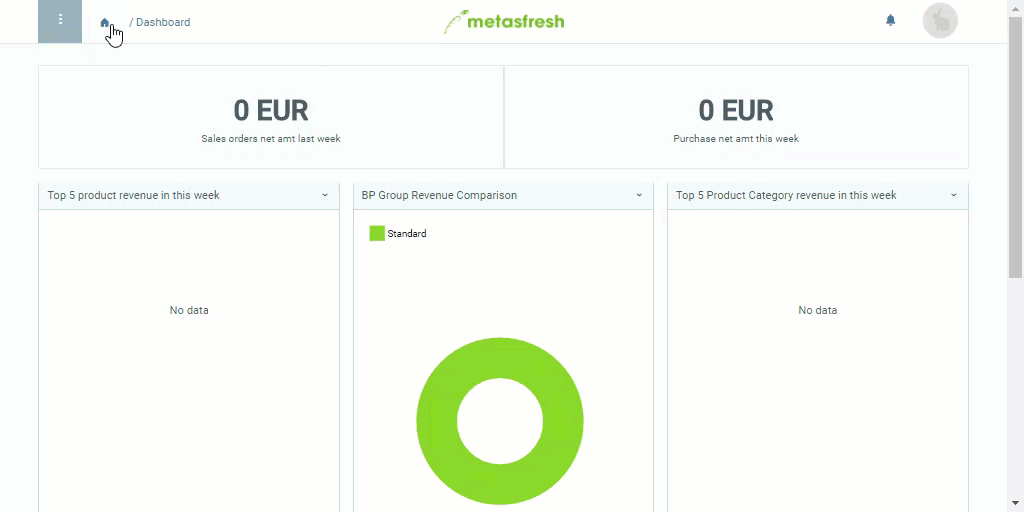 / Dashboard
metasfresh
0 EUR
Sales orders net amt last week
0 EUR
Purchase net amt this week
Top 5 product revenue in this week
BP Group Revenue Comparison
Top 5 Product Category revenue in this week
No data
Standard
No data